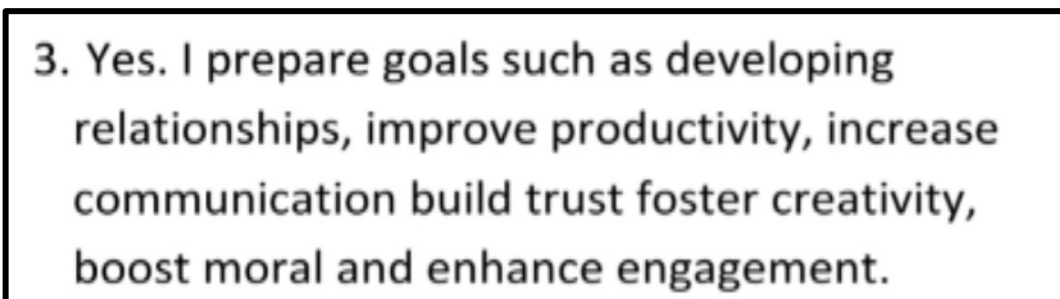 3. Yes. I prepare goals such as developing
relationships, improve productivity, increase
communication build trust foster creativity,
boost moral and enhance engagement.